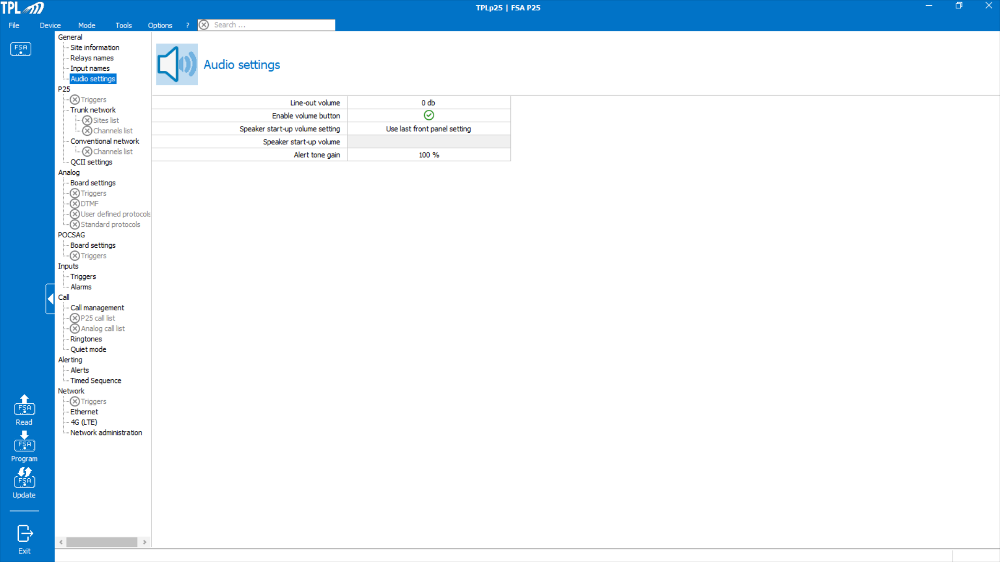 TPL
TPLp25 | FSA P25
File Device Mode Tools Options ? Search ...
FSA
General
Site information
Relays names
Input names
Audio settings
P25
Triggers
Trunk network
Sites list
Channels list
Conventional network
Channels list
QCII settings
Analog
Board settings
Triggers
DTMF
User defined protocols
Standard protocols
POCSAG
Board settings
Triggers
Inputs
Triggers
Alarms
Call
Call management
P25 call list
Analog call list
Ringtones
Quiet mode
Alerting
Alerts
Timed Sequence
Network
Triggers
Ethernet
4G (LTE)
Network administration
Audio settings
Line-out volume 0 db
Enable volume button
Speaker start-up volume setting Use last front panel setting
Speaker start-up volume
Alert tone gain 100 %
FSA
Read
FSA
Program
FSA
Update
Exit